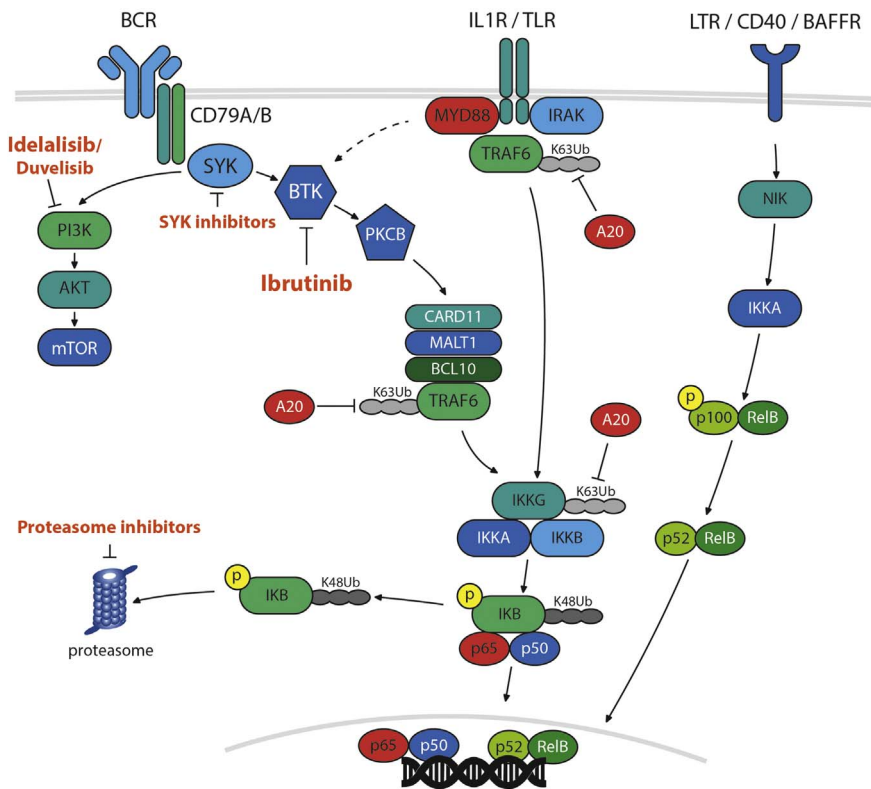 BCR
IL1R / TLR
LTR / CD40 / BAFFR
CD79A/B
MYD88
IRAK
Idelalisib/
Duvelisib
TRAF6
K63Ub
SYK
BTK
NIK
SYK inhibitors
PI3K
PKCB
A20
Ibrutinib
AKT
IKKA
CARD11
mTOR
MALT1
BCL10
K63Ub
A20
TRAF6
p
p100
RelB
A20
IKKG
K63Ub
IKKA
IKKB
p52
RelB
Proteasome inhibitors
p
IKB
K48Ub
p
IKB
K48Ub
p65
p50
proteasome
p65
p50
p52
RelB